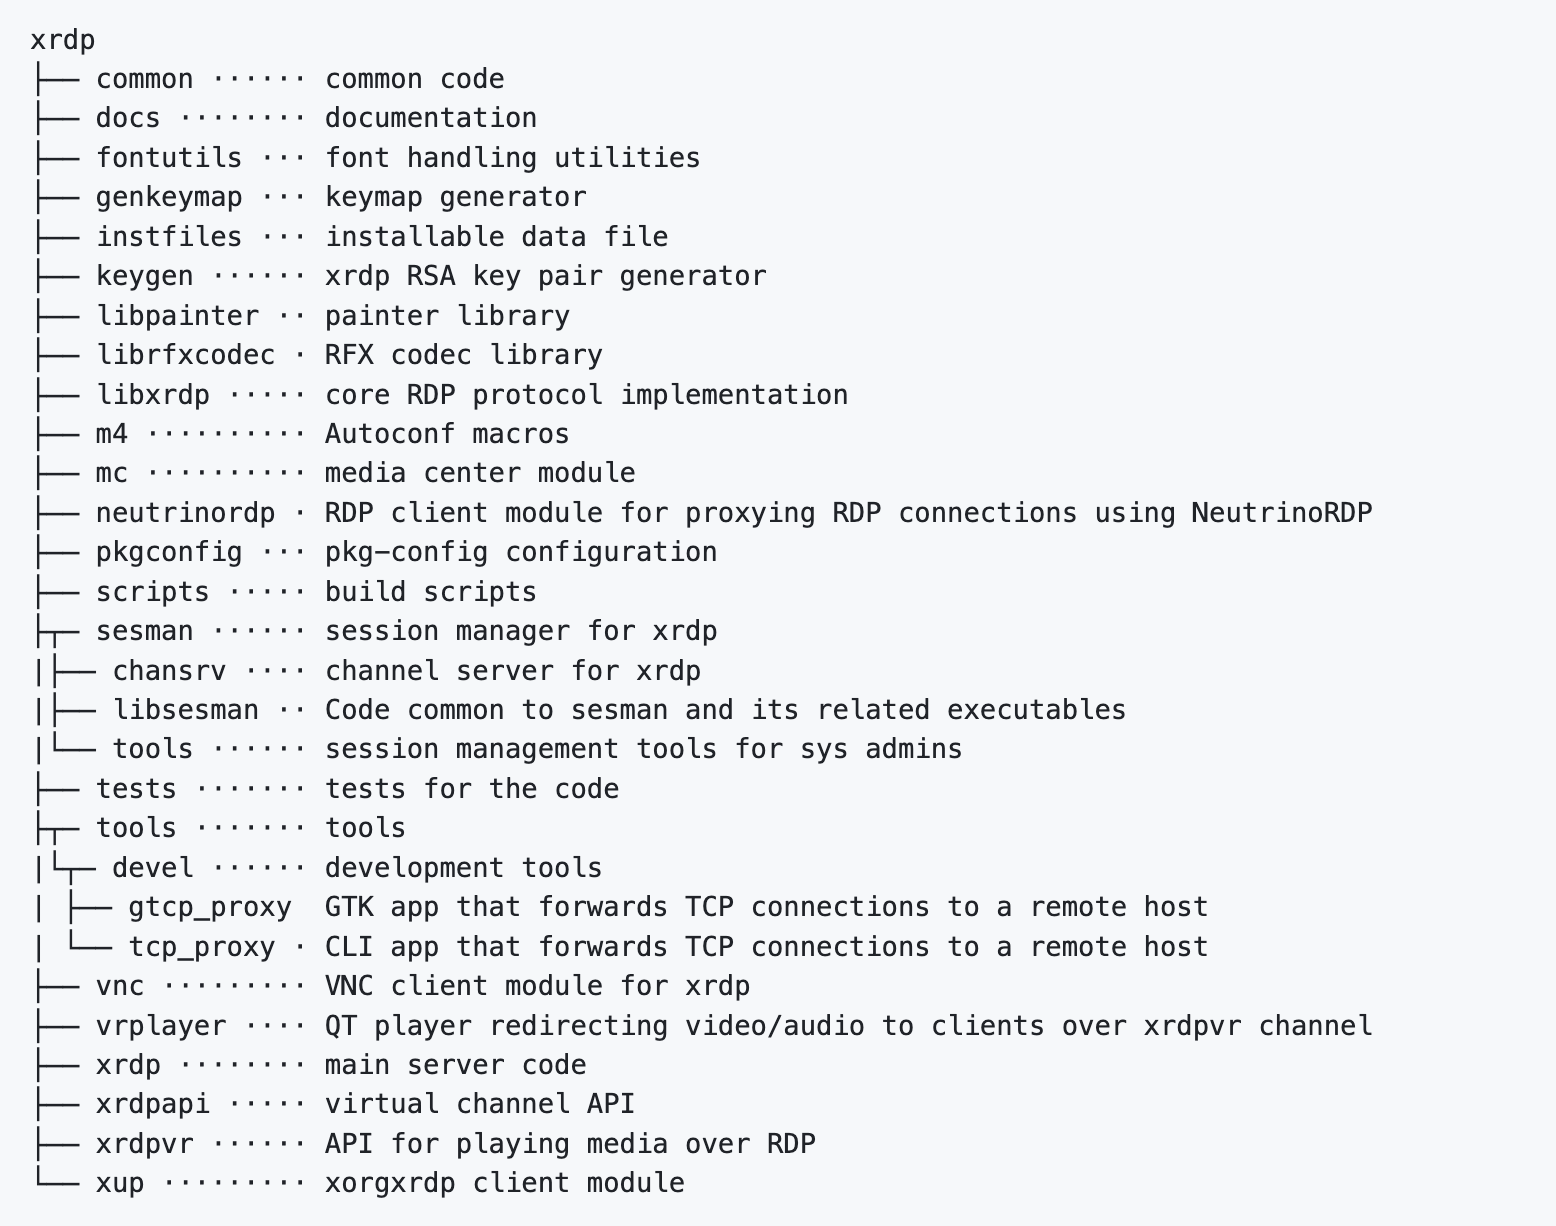 xrdp
├── common ······ common code
├── docs ········ documentation
├── fontutils ··· font handling utilities
├── genkeymap ··· keymap generator
├── instfiles ··· installable data file
├── keygen ······ xrdp RSA key pair generator
├── libpainter ·· painter library
├── librfxcodec · RFX codec library
├── libxrdp ····· core RDP protocol implementation
├── m4 ·········· Autoconf macros
├── mc ·········· media center module
├── neutrinordp · RDP client module for proxying RDP connections using NeutrinoRDP
├── pkgconfig ··· pkg-config configuration
├── scripts ····· build scripts
├┬─ sesman ······ session manager for xrdp
|├── chansrv ···· channel server for xrdp
|├── libsesman ·· Code common to sesman and its related executables
|└── tools ······ session management tools for sys admins
├── tests ······· tests for the code
├┬─ tools ······· tools
|└┬─ devel ······ development tools
| ├── gtcp_proxy  GTK app that forwards TCP connections to a remote host
| └── tcp_proxy · CLI app that forwards TCP connections to a remote host
├── vnc ········· VNC client module for xrdp
├── vrplayer ···· QT player redirecting video/audio to clients over xrdpvr channel
├── xrdp ········ main server code
├── xrdpapi ····· virtual channel API
├── xrdpvr ······ API for playing media over RDP
└── xup ········· xorgxrdp client module